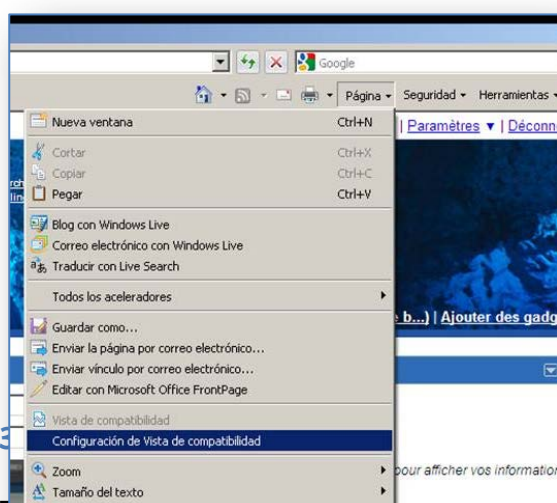 Google
Página Seguridad Herramientas
Nueva ventana Ctrl+N
| Paramètres ▼ | Déconn
Cortar Ctrl+X
Copiar Ctrl+C
Pegar Ctrl+V
Blog con Windows Live
Correo electrónico con Windows Live
Traducir con Live Search
Todos los aceleradores
Guardar como...
b...) | Ajouter des gadg
Enviar la página por correo electrónico...
Enviar vínculo por correo electrónico...
Editar con Microsoft Office FrontPage
Vista de compatibilidad
Configuración de Vista de compatibilidad
Zoom
pour afficher vos information
Tamaño del texto